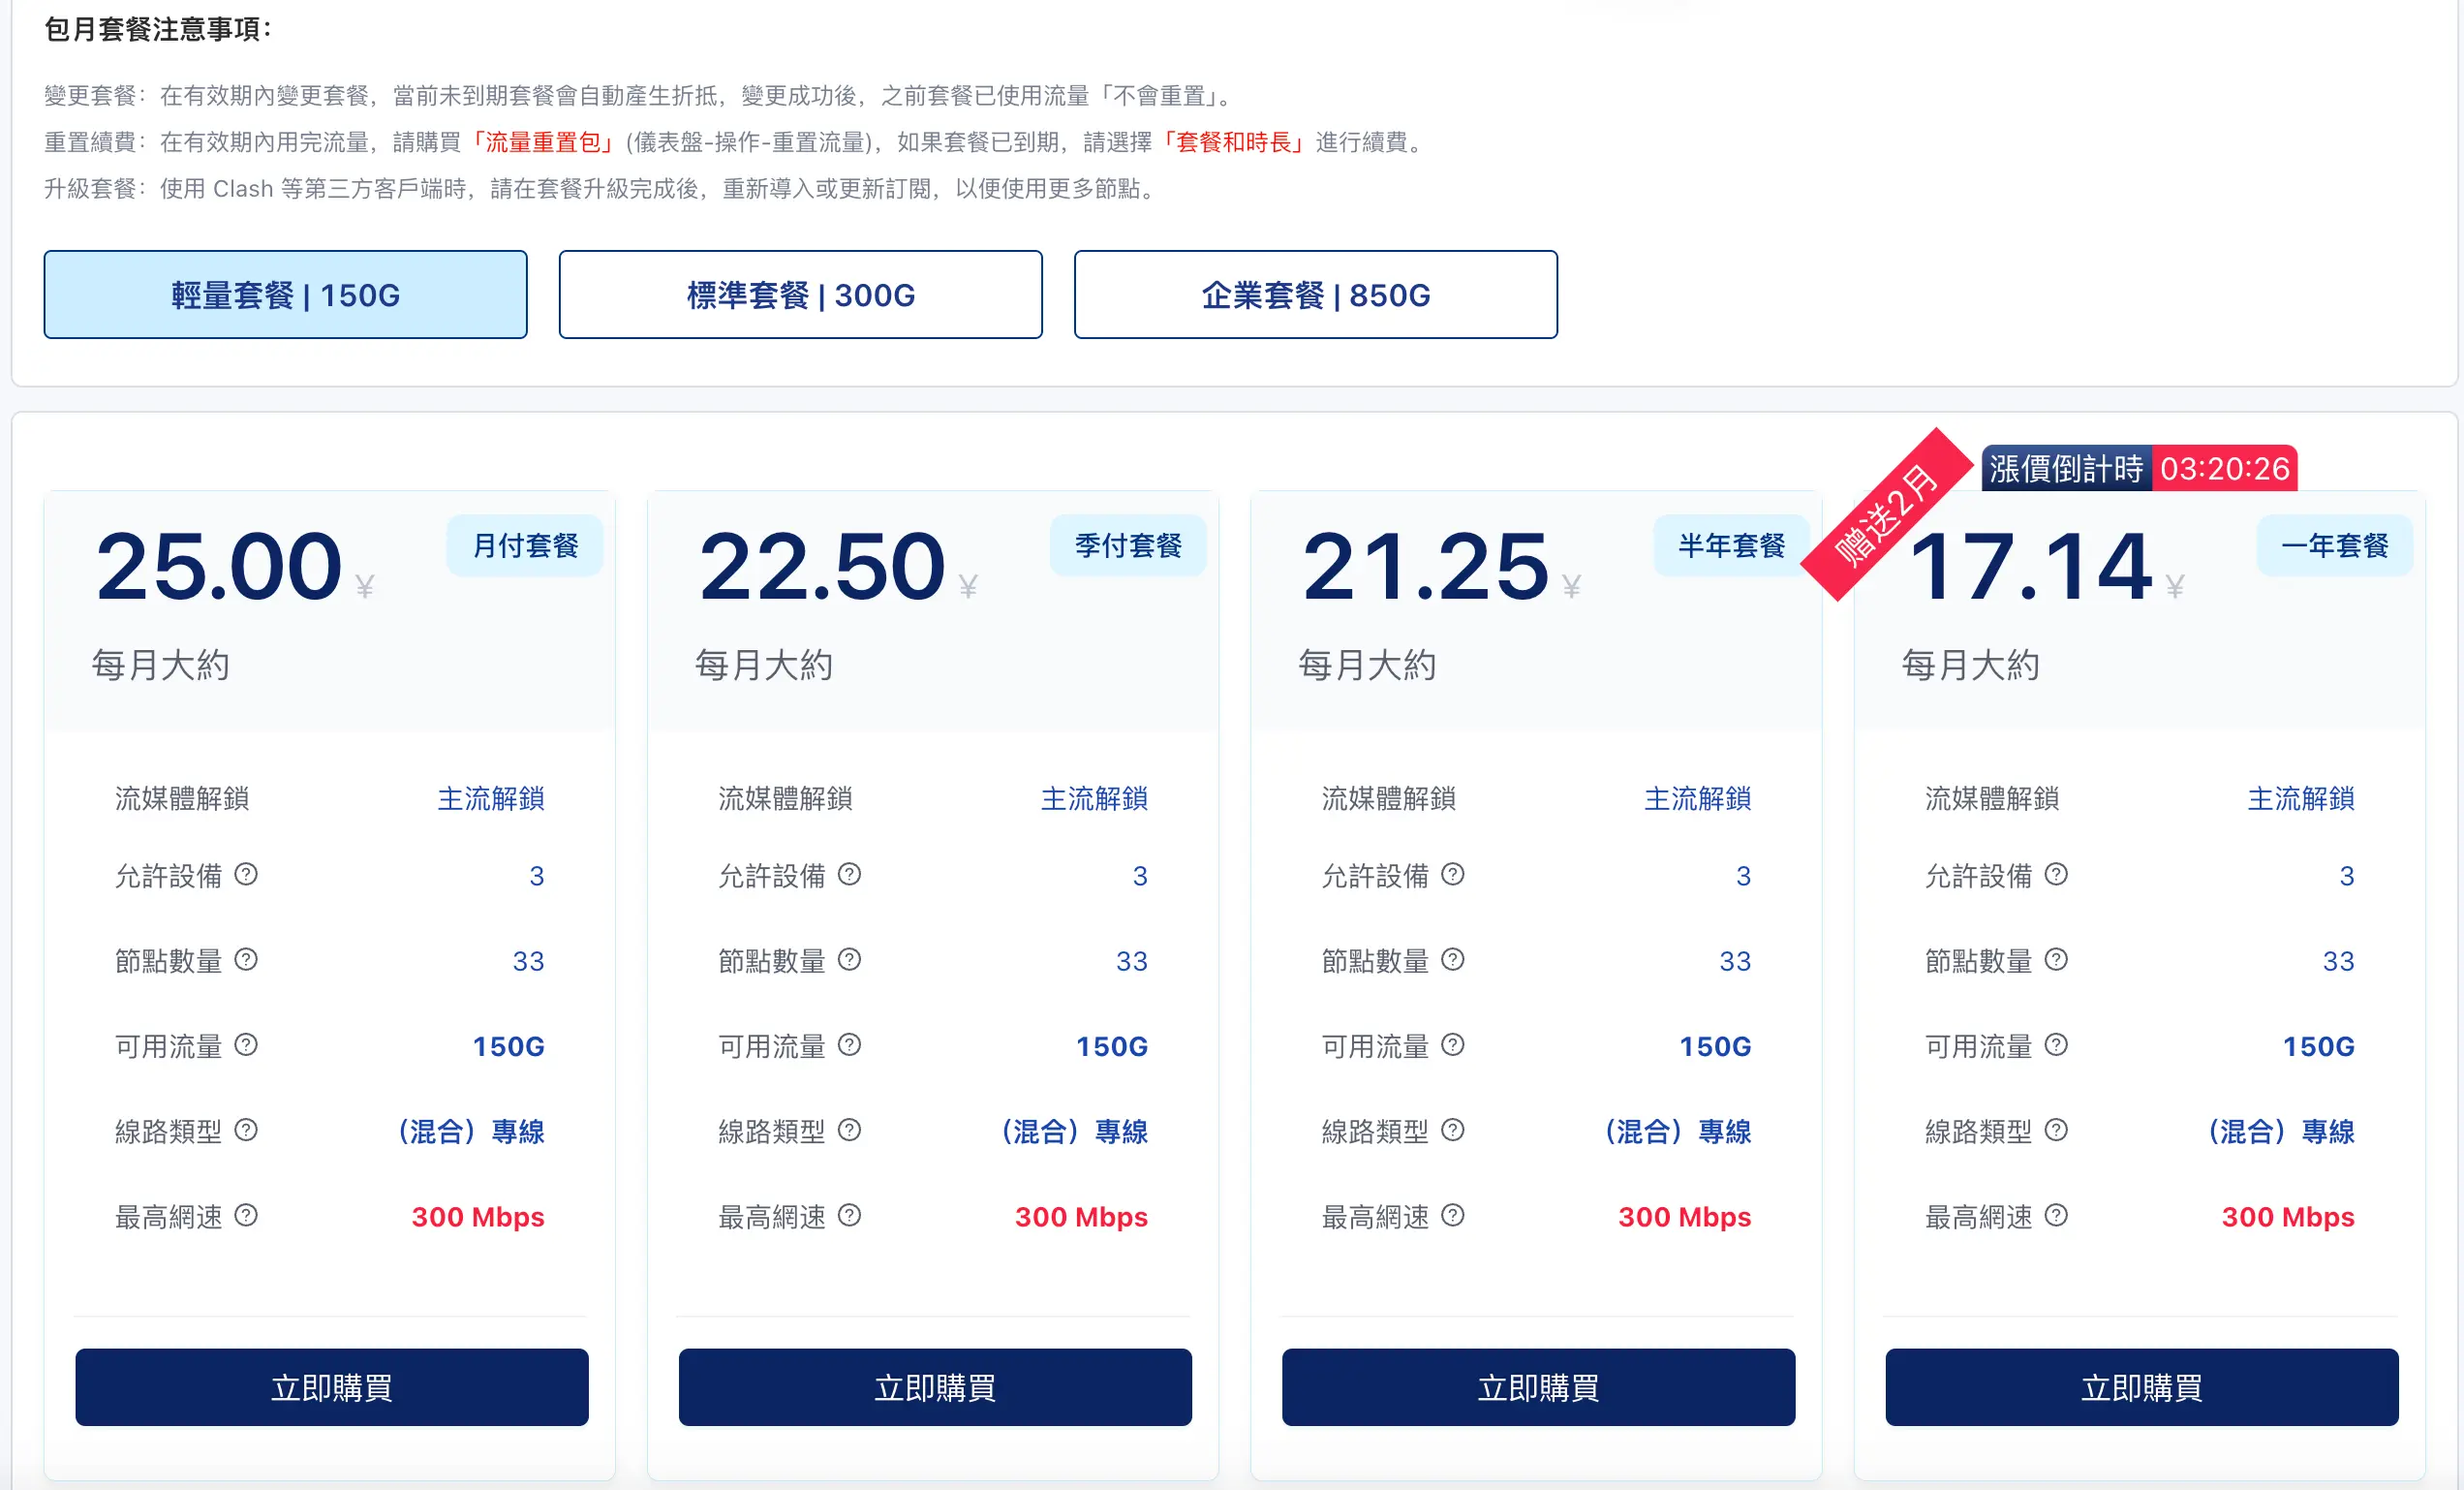 包月套餐注意事項：
變更套餐：在有效期內變更套餐，當前未到期套餐會自動產生折抵，變更成功後，之前套餐已使用流量「不會重置」。
重置續費：在有效期內用完流量，請購買「流量重置包」(儀表盤-操作-重置流量)，如果套餐已到期，請選擇「套餐和時長」進行續費。
升級套餐：使用 Clash 等第三方客戶端時，請在套餐升級完成後，重新導入或更新訂閱，以便使用更多節點。
輕量套餐 | 150G
標準套餐 | 300G
企業套餐 | 850G
25.00 ¥
月付套餐
每月大約
流媒體解鎖 主流解鎖
允許設備 3
節點數量 33
可用流量 150G
線路類型 （混合）專線
最高網速 300 Mbps
立即購買
22.50 ¥
季付套餐
每月大約
流媒體解鎖 主流解鎖
允許設備 3
節點數量 33
可用流量 150G
線路類型 （混合）專線
最高網速 300 Mbps
立即購買
21.25 ¥
半年套餐
每月大約
流媒體解鎖 主流解鎖
允許設備 3
節點數量 33
可用流量 150G
線路類型 （混合）專線
最高網速 300 Mbps
立即購買
赠送2月
漲價倒計時 03:20:26
17.14 ¥
一年套餐
每月大約
流媒體解鎖 主流解鎖
允許設備 3
節點數量 33
可用流量 150G
線路類型 （混合）專線
最高網速 300 Mbps
立即購買